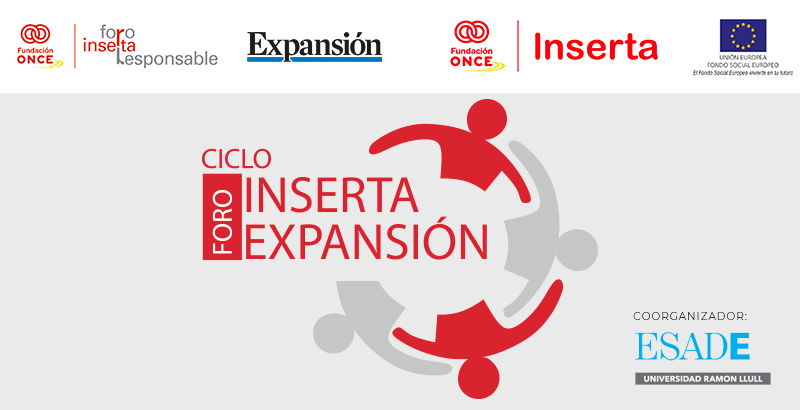 Fundación
ONCE
foro
inserta
responsable
Expansión
Fundación
ONCE
Inserta
UNIÓN EUROPEA
FONDO SOCIAL EUROPEO
El Fondo Social Europeo invierte en tu futuro
CICLO
FORO
INSERTA
EXPANSIÓN
COORGANIZADOR:
ESADE
UNIVERSIDAD RAMON LLULL